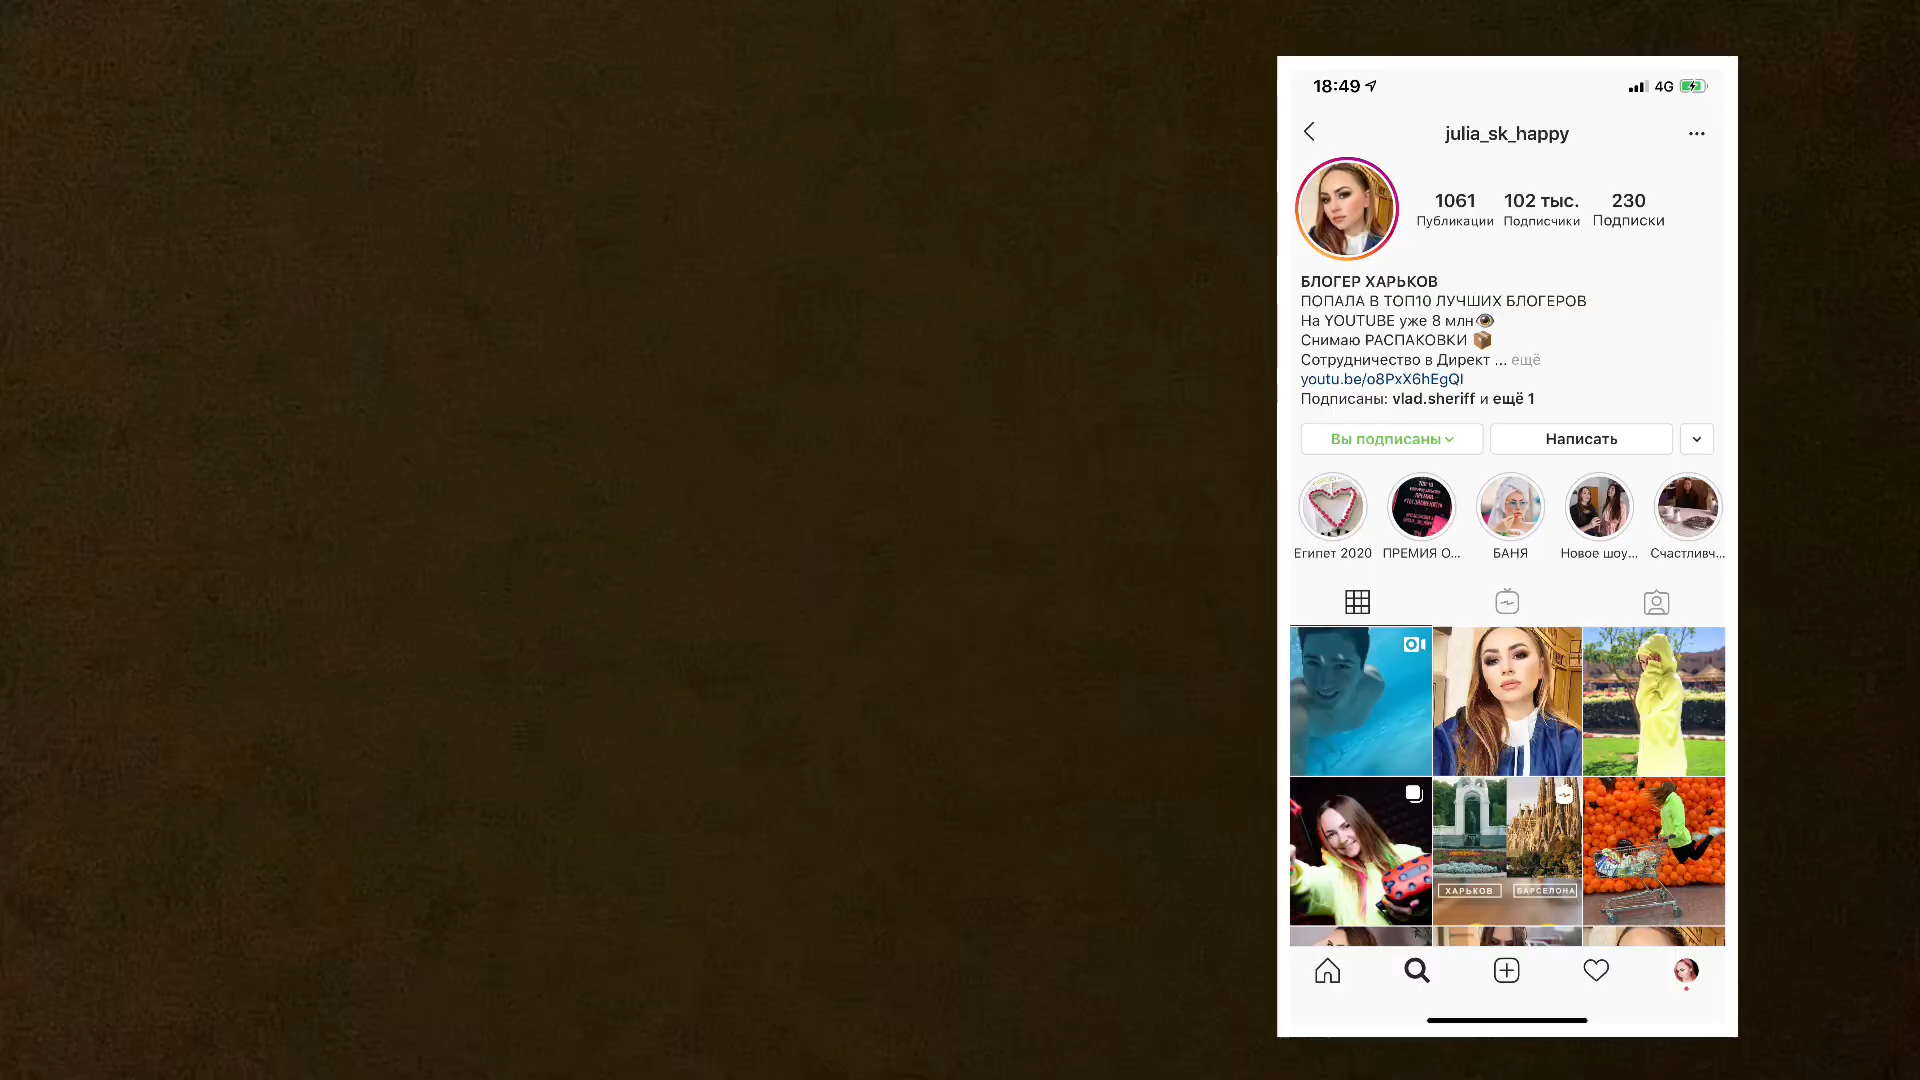 18:49
4G
julia_sk_happy
1061
102 тыс.
230
Публикации
Подписчики
Подписки
БЛОГЕР ХАРЬКОВ
ПОПАЛА В ТОП10 ЛУЧШИХ БЛОГЕРОВ
На YOUTUBE уже 8 млн👁
Снимаю РАСПАКОВКИ 📦
Сотрудничество в Директ ... ещё
youtu.be/o8PxX6hEgQI
Подписаны: vlad.sheriff и ещё 1
Вы подписаны
Написать
Египет 2020
ПРЕМИЯ О...
БАНЯ
Новое шоу...
Счастливч...
ХАРЬКОВ
БАРСЕЛОНА